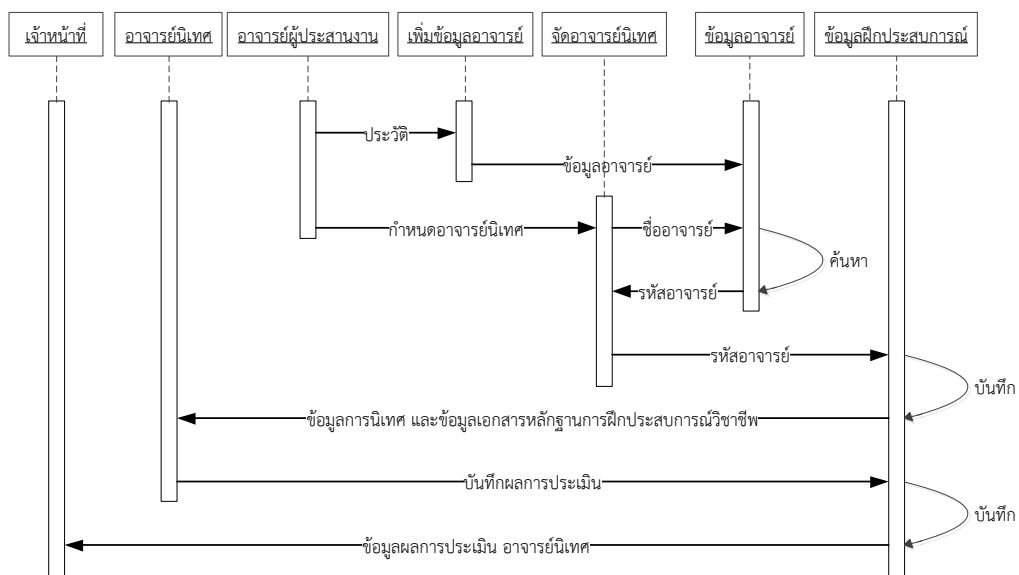 เจ้าหน้าที่
อาจารย์นิเทศ
อาจารย์ผู้ประสานงาน
เพิ่มข้อมูลอาจารย์
จัดอาจารย์นิเทศ
ข้อมูลอาจารย์
ข้อมูลฝึกประสบการณ์
ประวัติ
ข้อมูลอาจารย์
กำหนดอาจารย์นิเทศ
ชื่ออาจารย์
ค้นหา
รหัสอาจารย์
รหัสอาจารย์
บันทึก
ข้อมูลการนิเทศ และข้อมูลเอกสารหลักฐานการฝึกประสบการณ์วิชาชีพ
บันทึกผลการประเมิน
บันทึก
ข้อมูลผลการประเมิน อาจารย์นิเทศ